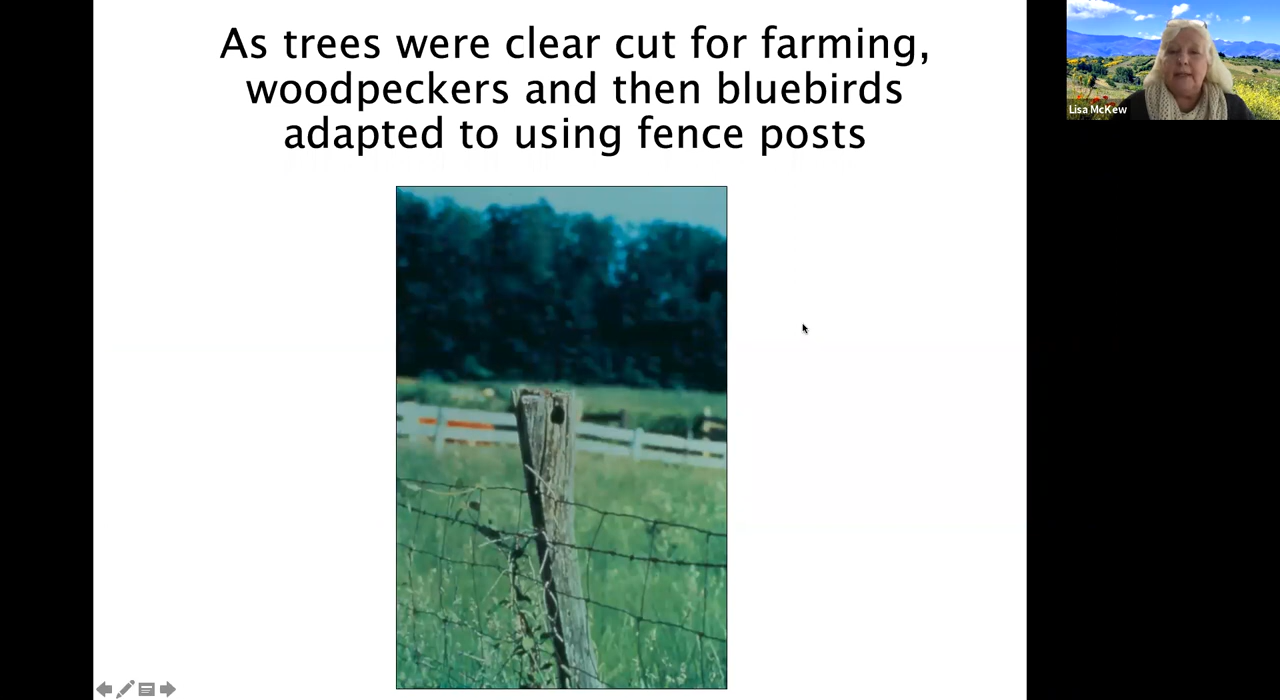 As trees were clear cut for farming,
woodpeckers and then bluebirds
adapted to using fence posts
Lisa McKew